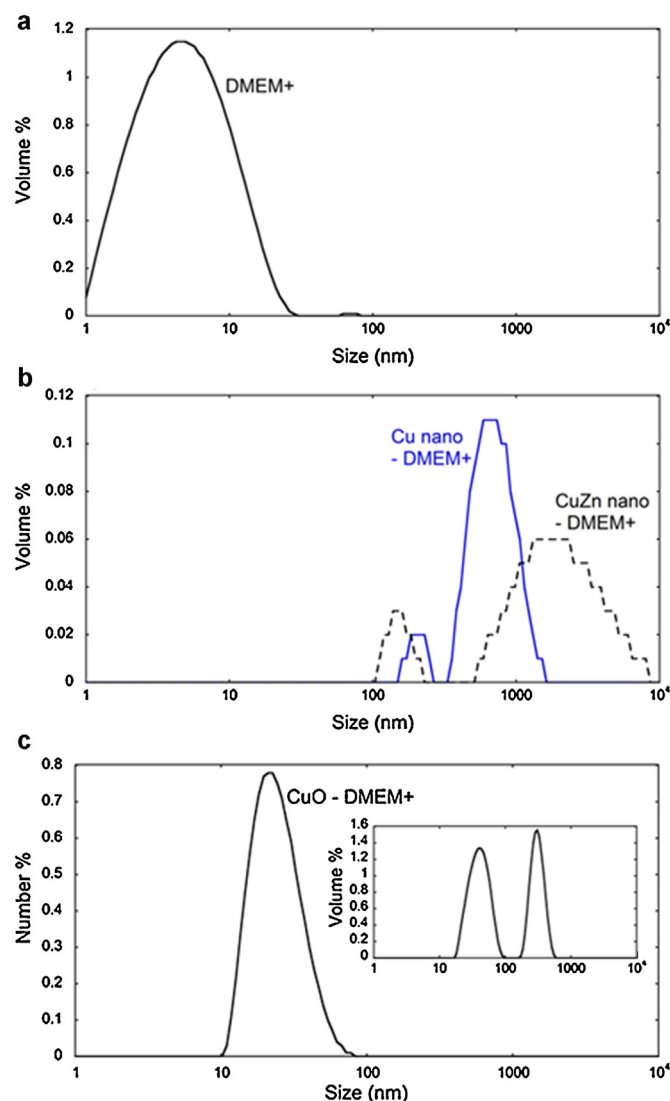 a
1.2
1
0.8
0.6
0.4
0.2
0
Volume %
DMEM+
1 10 100 1000 10⁴
Size (nm)
b
0.12
0.1
0.08
0.06
0.04
0.02
0
Volume %
Cu nano
- DMEM+
CuZn nano
- DMEM+
1 10 100 1000 10⁴
Size (nm)
c
0.8
0.7
0.6
0.5
0.4
0.3
0.2
0.1
0
Number %
CuO - DMEM+
1.6
1.4
1.2
1
0.8
0.6
0.4
0.2
0
Volume %
1 10 100 1000 10⁴
1 10 100 1000 10⁴
Size (nm)